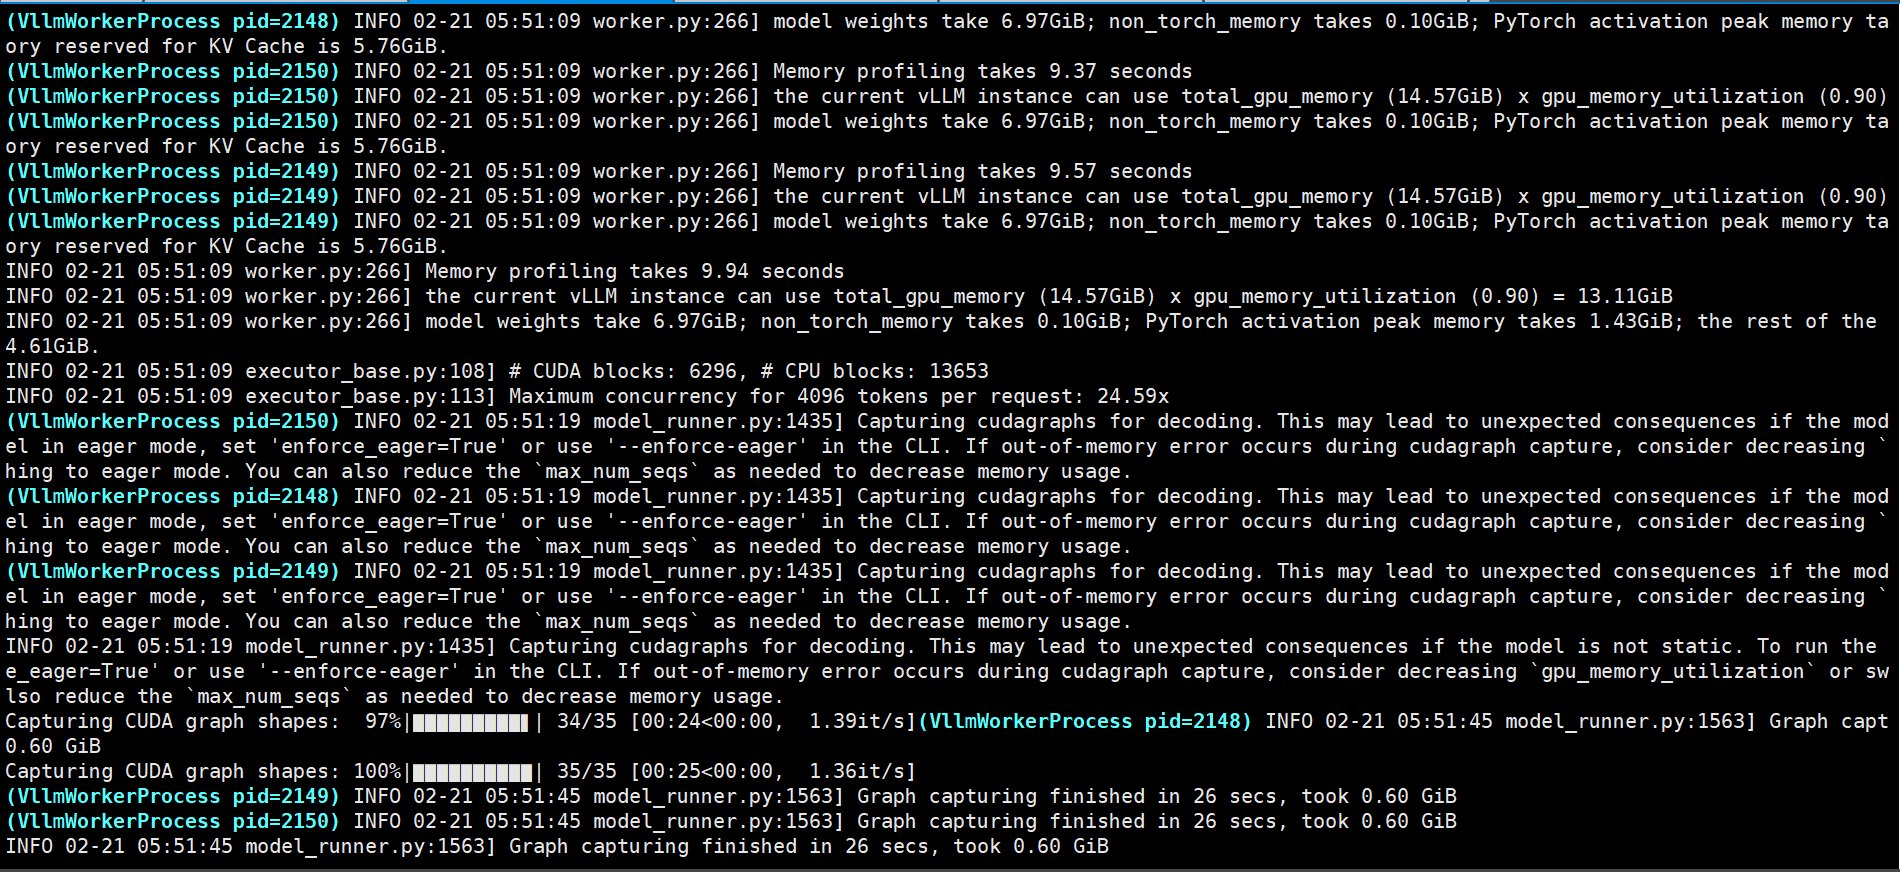 (VllmWorkerProcess pid=2148) INFO 02-21 05:51:09 worker.py:266] model weights take 6.97GiB; non_torch_memory takes 0.10GiB; PyTorch activation peak memory ta
ory reserved for KV Cache is 5.76GiB.
(VllmWorkerProcess pid=2150) INFO 02-21 05:51:09 worker.py:266] Memory profiling takes 9.37 seconds
(VllmWorkerProcess pid=2150) INFO 02-21 05:51:09 worker.py:266] the current vLLM instance can use total_gpu_memory (14.57GiB) x gpu_memory_utilization (0.90)
(VllmWorkerProcess pid=2150) INFO 02-21 05:51:09 worker.py:266] model weights take 6.97GiB; non_torch_memory takes 0.10GiB; PyTorch activation peak memory ta
ory reserved for KV Cache is 5.76GiB.
(VllmWorkerProcess pid=2149) INFO 02-21 05:51:09 worker.py:266] Memory profiling takes 9.57 seconds
(VllmWorkerProcess pid=2149) INFO 02-21 05:51:09 worker.py:266] the current vLLM instance can use total_gpu_memory (14.57GiB) x gpu_memory_utilization (0.90)
(VllmWorkerProcess pid=2149) INFO 02-21 05:51:09 worker.py:266] model weights take 6.97GiB; non_torch_memory takes 0.10GiB; PyTorch activation peak memory ta
ory reserved for KV Cache is 5.76GiB.
INFO 02-21 05:51:09 worker.py:266] Memory profiling takes 9.94 seconds
INFO 02-21 05:51:09 worker.py:266] the current vLLM instance can use total_gpu_memory (14.57GiB) x gpu_memory_utilization (0.90) = 13.11GiB
INFO 02-21 05:51:09 worker.py:266] model weights take 6.97GiB; non_torch_memory takes 0.10GiB; PyTorch activation peak memory takes 1.43GiB; the rest of the
4.61GiB.
INFO 02-21 05:51:09 executor_base.py:108] # CUDA blocks: 6296, # CPU blocks: 13653
INFO 02-21 05:51:09 executor_base.py:113] Maximum concurrency for 4096 tokens per request: 24.59x
(VllmWorkerProcess pid=2150) INFO 02-21 05:51:19 model_runner.py:1435] Capturing cudagraphs for decoding. This may lead to unexpected consequences if the mod
el in eager mode, set 'enforce_eager=True' or use '--enforce-eager' in the CLI. If out-of-memory error occurs during cudagraph capture, consider decreasing `
hing to eager mode. You can also reduce the `max_num_seqs` as needed to decrease memory usage.
(VllmWorkerProcess pid=2148) INFO 02-21 05:51:19 model_runner.py:1435] Capturing cudagraphs for decoding. This may lead to unexpected consequences if the mod
el in eager mode, set 'enforce_eager=True' or use '--enforce-eager' in the CLI. If out-of-memory error occurs during cudagraph capture, consider decreasing `
hing to eager mode. You can also reduce the `max_num_seqs` as needed to decrease memory usage.
(VllmWorkerProcess pid=2149) INFO 02-21 05:51:19 model_runner.py:1435] Capturing cudagraphs for decoding. This may lead to unexpected consequences if the mod
el in eager mode, set 'enforce_eager=True' or use '--enforce-eager' in the CLI. If out-of-memory error occurs during cudagraph capture, consider decreasing `
hing to eager mode. You can also reduce the `max_num_seqs` as needed to decrease memory usage.
INFO 02-21 05:51:19 model_runner.py:1435] Capturing cudagraphs for decoding. This may lead to unexpected consequences if the model is not static. To run the
e_eager=True' or use '--enforce-eager' in the CLI. If out-of-memory error occurs during cudagraph capture, consider decreasing `gpu_memory_utilization` or sw
lso reduce the `max_num_seqs` as needed to decrease memory usage.
Capturing CUDA graph shapes:  97%|█████████▋| 34/35 [00:24<00:00,  1.39it/s](VllmWorkerProcess pid=2148) INFO 02-21 05:51:45 model_runner.py:1563] Graph capt
0.60 GiB
Capturing CUDA graph shapes: 100%|██████████| 35/35 [00:25<00:00,  1.36it/s]
(VllmWorkerProcess pid=2149) INFO 02-21 05:51:45 model_runner.py:1563] Graph capturing finished in 26 secs, took 0.60 GiB
(VllmWorkerProcess pid=2150) INFO 02-21 05:51:45 model_runner.py:1563] Graph capturing finished in 26 secs, took 0.60 GiB
INFO 02-21 05:51:45 model_runner.py:1563] Graph capturing finished in 26 secs, took 0.60 GiB